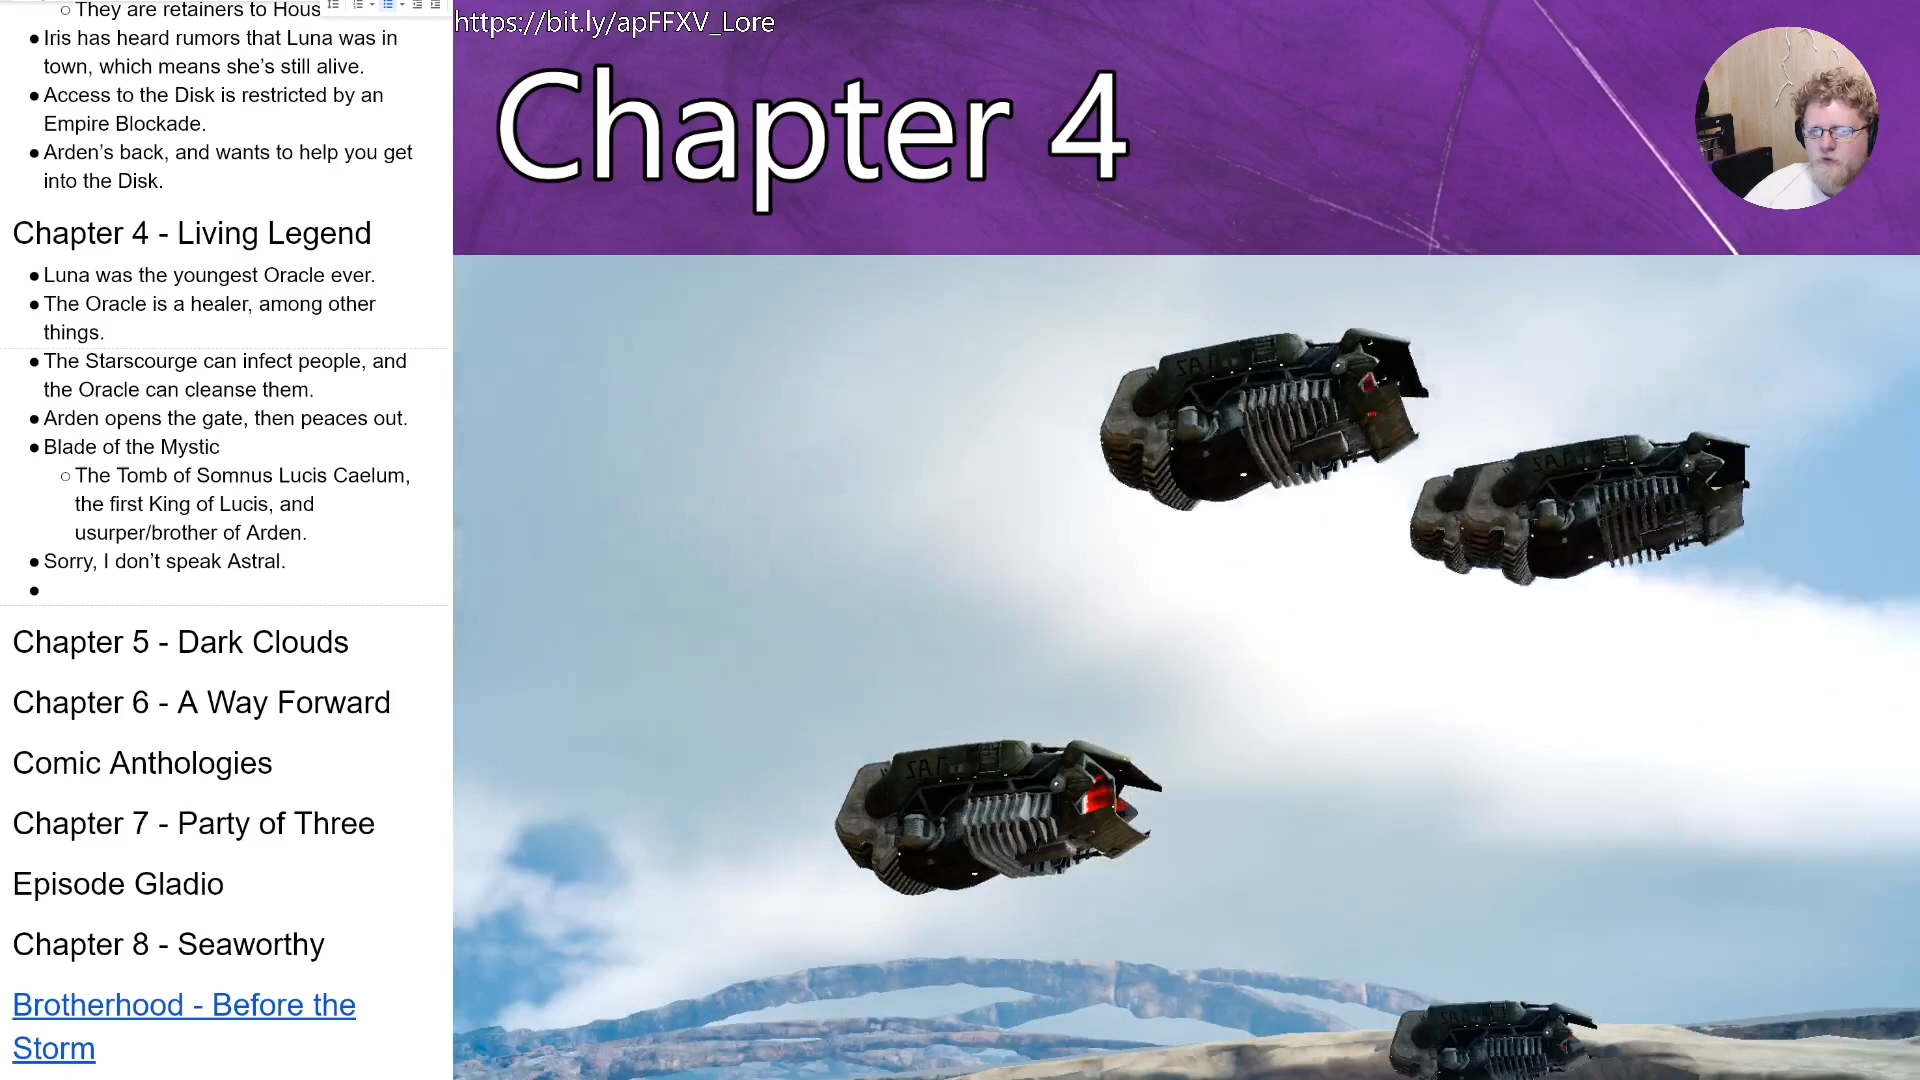 They are retainers to Hous
Iris has heard rumors that Luna was in
town, which means she's still alive.
Access to the Disk is restricted by an
Empire Blockade.
Arden's back, and wants to help you get
into the Disk.
Chapter 4 - Living Legend
Luna was the youngest Oracle ever.
The Oracle is a healer, among other
things.
The Starscourge can infect people, and
the Oracle can cleanse them.
Arden opens the gate, then peaces out.
Blade of the Mystic
The Tomb of Somnus Lucis Caelum,
the first King of Lucis, and
usurper/brother of Arden.
Sorry, I don't speak Astral.
Chapter 5 - Dark Clouds
Chapter 6 - A Way Forward
Comic Anthologies
Chapter 7 - Party of Three
Episode Gladio
Chapter 8 - Seaworthy
Brotherhood - Before the
Storm
https://bit.ly/apFFXV_Lore
Chapter 4